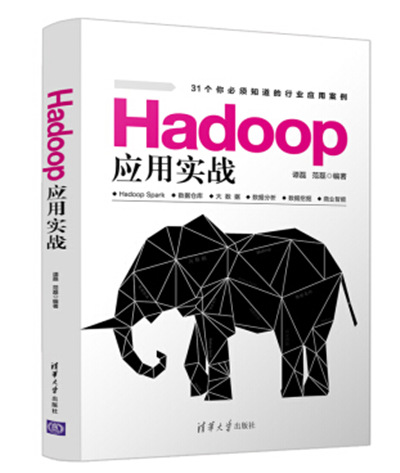 31个你必须知道的行业应用案例
Hadoop
应用实战
谭磊 范磊◎编著
◆ Hadoop Spark ◆ 数据仓库 ◆ 大数据 ◆ 数据分析 ◆ 数据挖掘 ◆ 商业智能
清华大学出版社
Hadoop
应用实战
谭磊 范磊◎编著
清华大学出版社